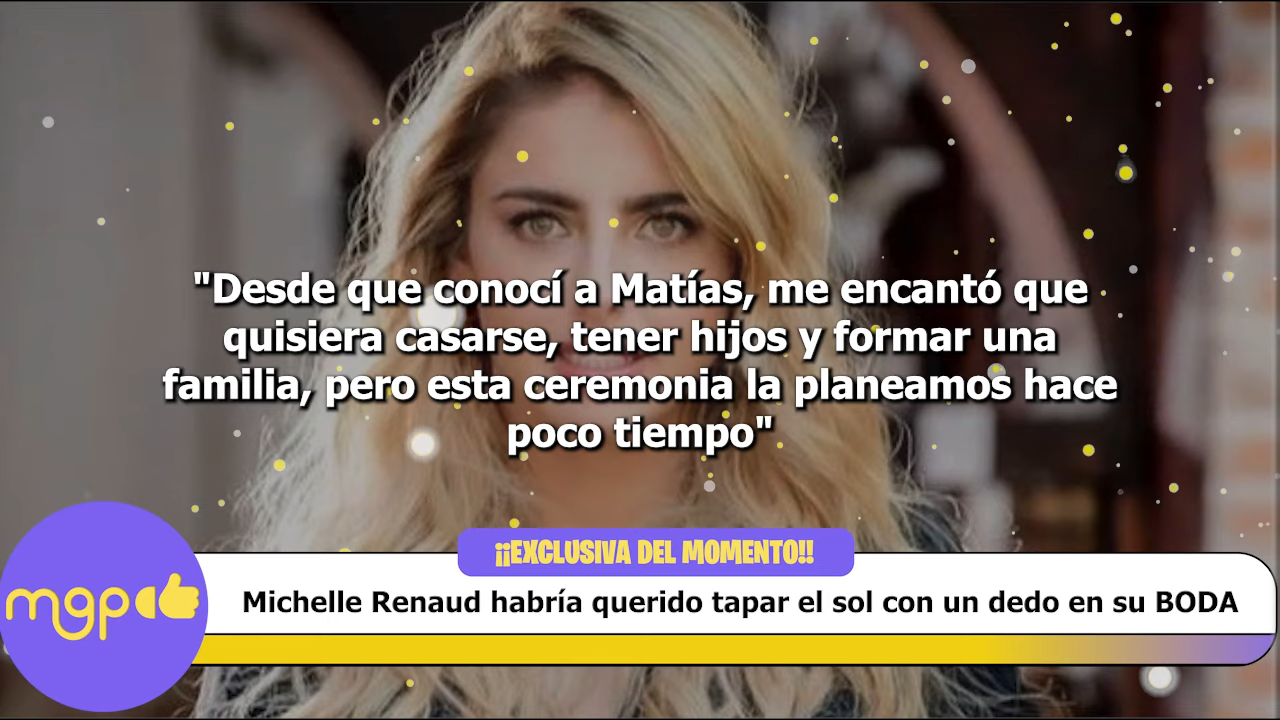 "Desde que conocí a Matías, me encantó que
quisiera casarse, tener hijos y formar una
familia, pero esta ceremonia la planeamos hace
poco tiempo"
¡¡EXCLUSIVA DEL MOMENTO!!
mgp
Michelle Renaud habría querido tapar el sol con un dedo en su BODA